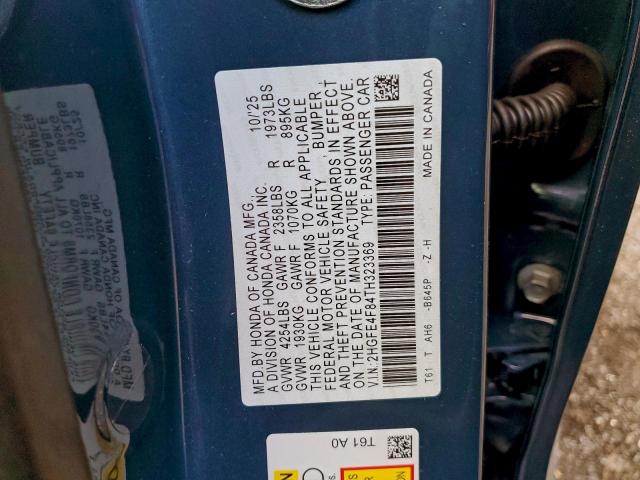 MFD.BY HONDA OF CANADA MFG. 10/'25
A DIVISION OF HONDA CANADA INC.
GVWR 4254LBS GAWR F 2358LBS R 1973LBS
GVWR 1930KG GAWR F 1070KG R 895KG
THIS VEHICLE CONFORMS TO ALL APPLICABLE
FEDERAL MOTOR VEHICLE SAFETY, BUMPER,
AND THEFT PREVENTION STANDARDS, IN EFFECT
ON THE DATE OF MANUFACTURE SHOWN ABOVE.
V.I.N.:2HGFE4F84TH323369 TYPE: PASSENGER CAR
T61 T AH6 -B645P -Z -H MADE IN CANADA
T61 A0